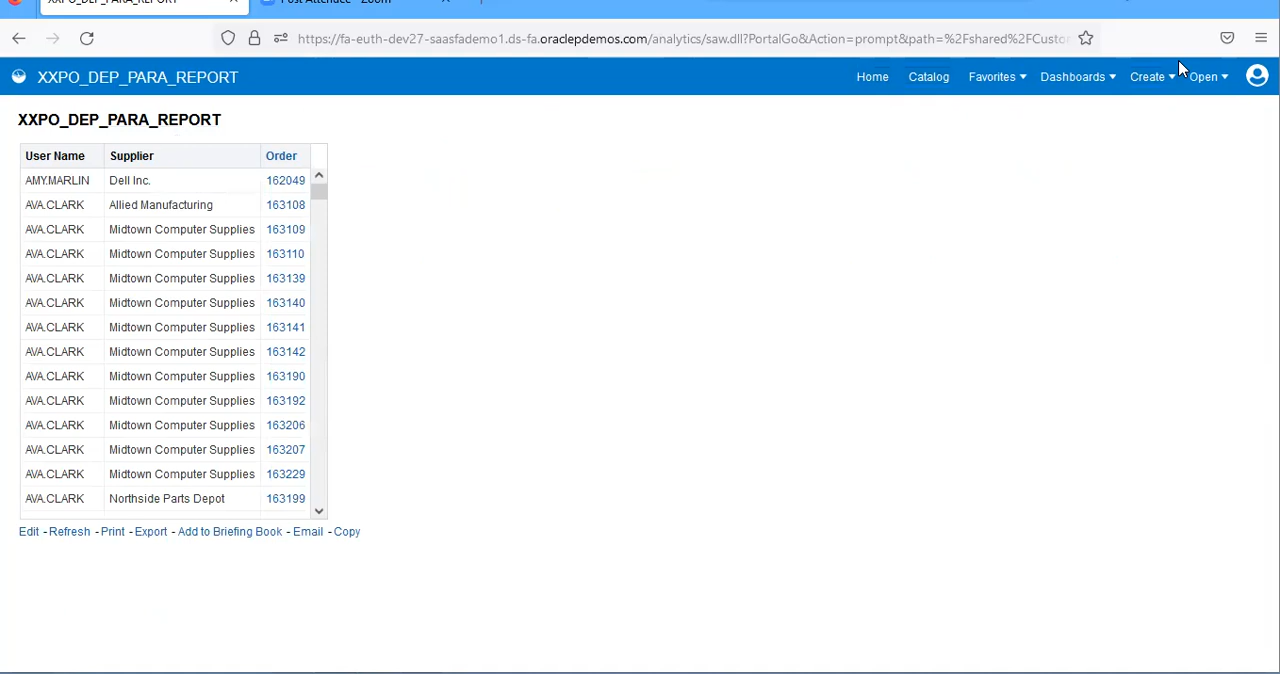 XXPO_DEP_PARA_REPORT
Post Attendee - Zoom
https://fa-euth-dev27-saasfademo1.ds-fa.oraclepdemos.com/analytics/saw.dll?PortalGo&Action=prompt&path=%2Fshared%2FCusto
XXPO_DEP_PARA_REPORT Home Catalog Favorites Dashboards Create Open
XXPO_DEP_PARA_REPORT
User Name Supplier Order
AMY.MARLIN Dell Inc. 162049
AVA.CLARK Allied Manufacturing 163108
AVA.CLARK Midtown Computer Supplies 163109
AVA.CLARK Midtown Computer Supplies 163110
AVA.CLARK Midtown Computer Supplies 163139
AVA.CLARK Midtown Computer Supplies 163140
AVA.CLARK Midtown Computer Supplies 163141
AVA.CLARK Midtown Computer Supplies 163142
AVA.CLARK Midtown Computer Supplies 163190
AVA.CLARK Midtown Computer Supplies 163192
AVA.CLARK Midtown Computer Supplies 163206
AVA.CLARK Midtown Computer Supplies 163207
AVA.CLARK Midtown Computer Supplies 163229
AVA.CLARK Northside Parts Depot 163199
Edit - Refresh - Print - Export - Add to Briefing Book - Email - Copy